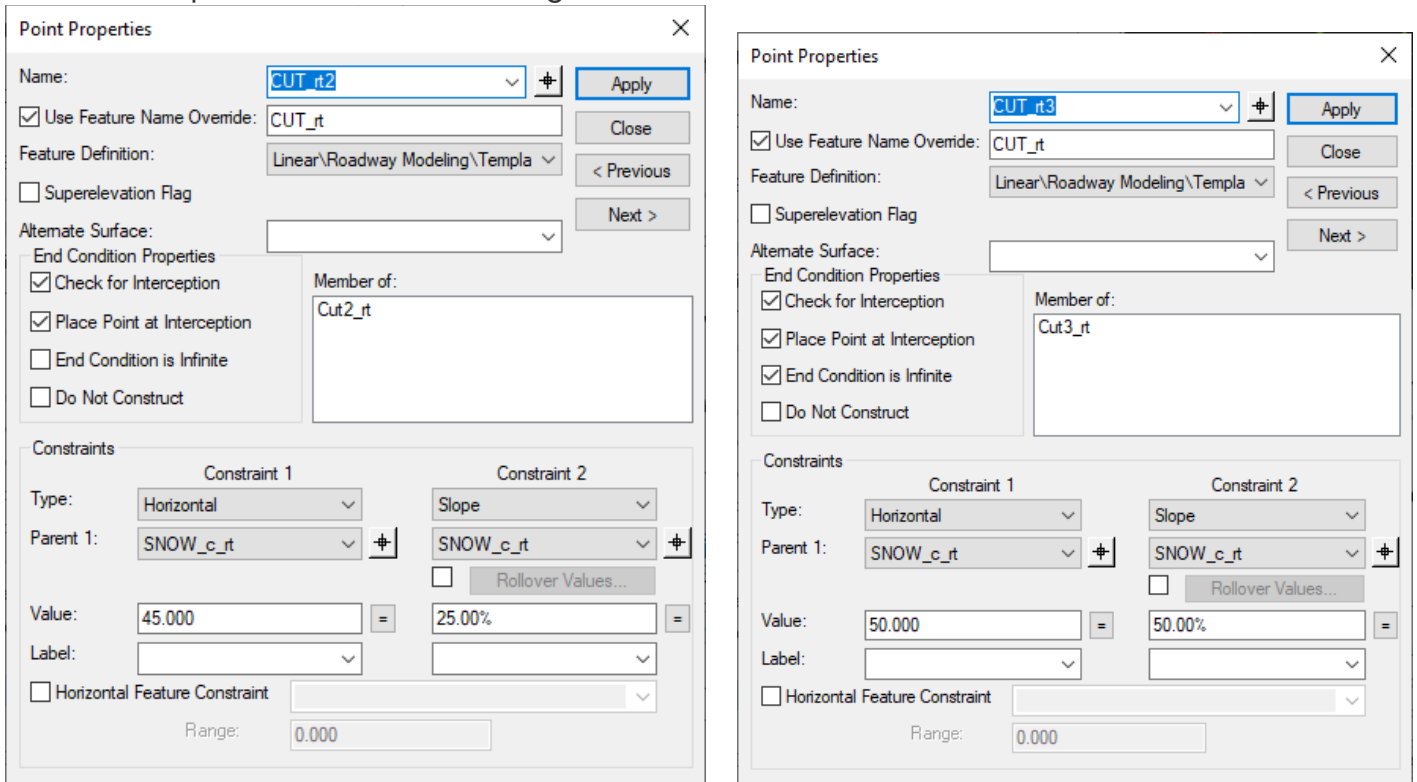 Point Properties
Name:
CUT_rt2
Apply
Use Feature Name Override:
CUT_rt
Close
Feature Definition:
Linear\Roadway Modeling\Templa
< Previous
Superelevation Flag
Next >
Alternate Surface:
End Condition Properties
Check for Interception
Member of:
Cut2_rt
Place Point at Interception
End Condition is Infinite
Do Not Construct
Constraints
Constraint 1
Constraint 2
Type:
Horizontal
Slope
Parent 1:
SNOW_c_rt
SNOW_c_rt
Rollover Values...
Value:
45.000
=
25.00%
=
Label:
Horizontal Feature Constraint
Range:
0.000
Point Properties
Name:
CUT_rt3
Apply
Use Feature Name Override:
CUT_rt
Close
Feature Definition:
Linear\Roadway Modeling\Templa
< Previous
Superelevation Flag
Next >
Alternate Surface:
End Condition Properties
Check for Interception
Member of:
Cut3_rt
Place Point at Interception
End Condition is Infinite
Do Not Construct
Constraints
Constraint 1
Constraint 2
Type:
Horizontal
Slope
Parent 1:
SNOW_c_rt
SNOW_c_rt
Rollover Values...
Value:
50.000
=
50.00%
=
Label:
Horizontal Feature Constraint
Range:
0.000